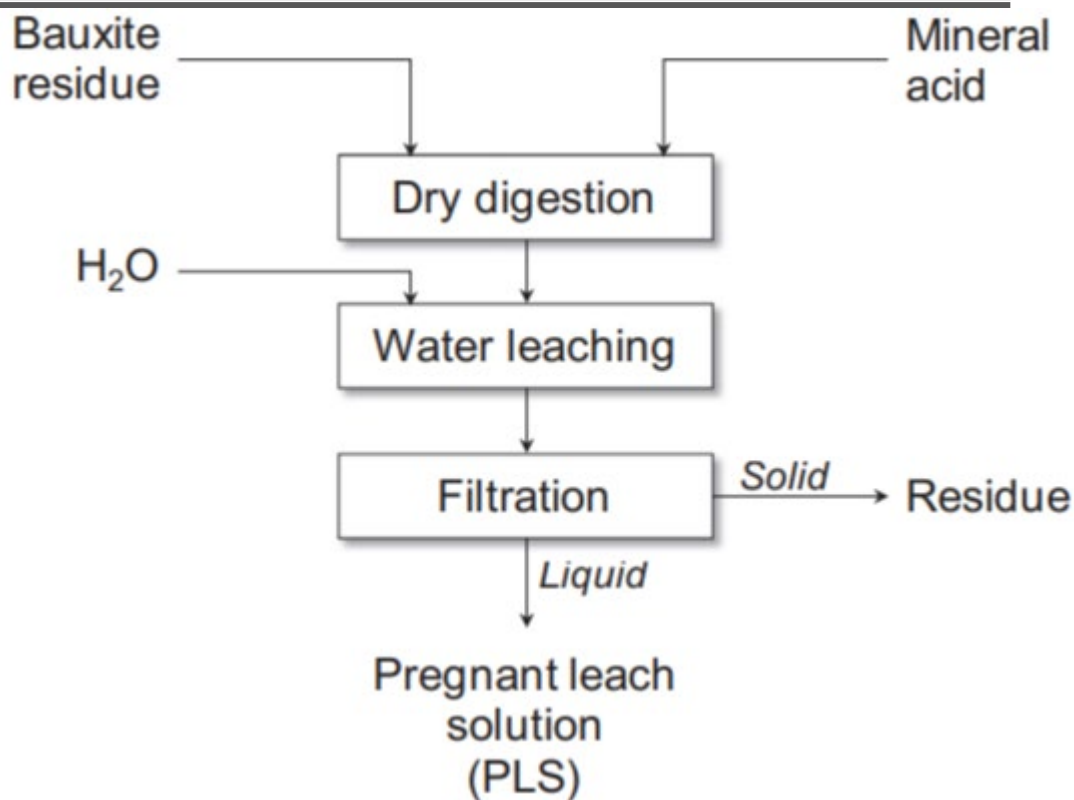 Bauxite
residue
Mineral
acid
Dry digestion
H₂O
Water leaching
Filtration
Solid
Residue
Liquid
Pregnant leach
solution
(PLS)